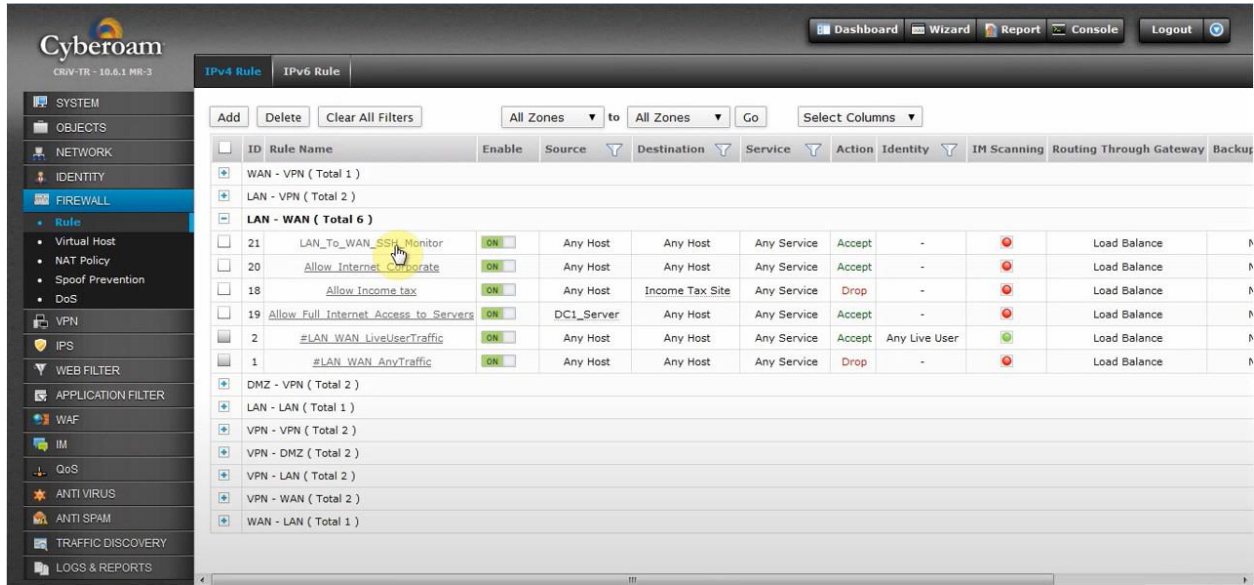 Cyberoam
CRiV-TR - 10.6.1 MR-3
Dashboard Wizard Report Console Logout
IPv4 Rule IPv6 Rule
SYSTEM
OBJECTS
NETWORK
IDENTITY
FIREWALL
Rule
Virtual Host
NAT Policy
Spoof Prevention
DoS
VPN
IPS
WEB FILTER
APPLICATION FILTER
WAF
IM
QoS
ANTI VIRUS
ANTI SPAM
TRAFFIC DISCOVERY
LOGS & REPORTS
Add Delete Clear All Filters All Zones to All Zones Go Select Columns
ID Rule Name Enable Source Destination Service Action Identity IM Scanning Routing Through Gateway Backup
WAN - VPN ( Total 1 )
LAN - VPN ( Total 2 )
LAN - WAN ( Total 6 )
21 LAN_To_WAN_SSH_Monitor ON Any Host Any Host Any Service Accept - Load Balance N
20 Allow_Internet_Corporate ON Any Host Any Host Any Service Accept - Load Balance N
18 Allow Income tax ON Any Host Income Tax Site Any Service Drop - Load Balance N
19 Allow_Full_Internet_Access_to_Servers ON DC1_Server Any Host Any Service Accept - Load Balance N
2 #LAN_WAN_LiveUserTraffic ON Any Host Any Host Any Service Accept Any Live User Load Balance N
1 #LAN_WAN_AnyTraffic ON Any Host Any Host Any Service Drop - Load Balance N
DMZ - VPN ( Total 2 )
LAN - LAN ( Total 1 )
VPN - VPN ( Total 2 )
VPN - DMZ ( Total 2 )
VPN - LAN ( Total 2 )
VPN - WAN ( Total 2 )
WAN - LAN ( Total 1 )